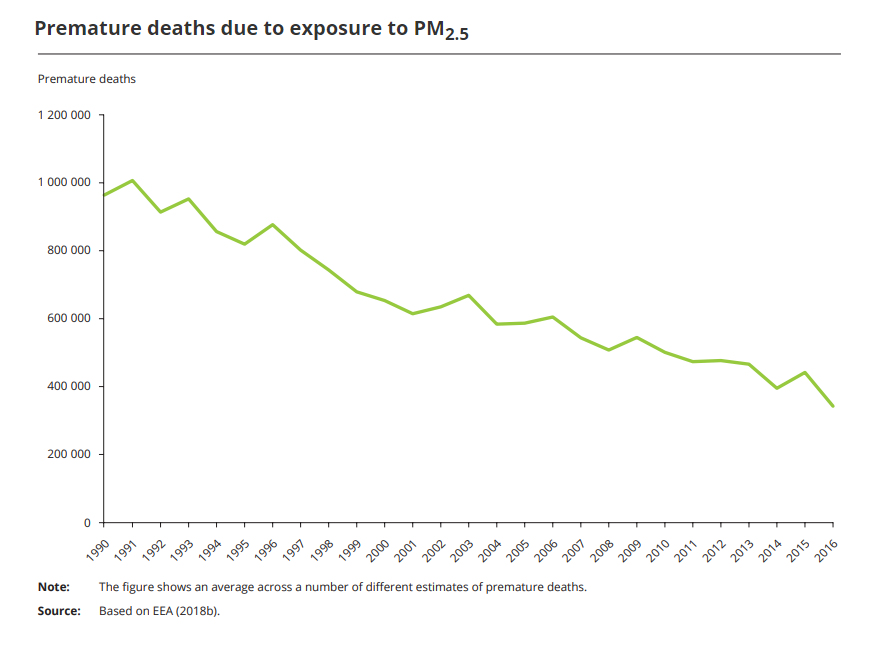 Premature deaths due to exposure to PM2.5
Premature deaths
1 200 000
1 000 000
800 000
600 000
400 000
200 000
0
1990 1991 1992 1993 1994 1995 1996 1997 1998 1999 2000 2001 2002 2003 2004 2005 2006 2007 2008 2009 2010 2011 2012 2013 2014 2015 2016
Note: The figure shows an average across a number of different estimates of premature deaths.
Source: Based on EEA (2018b).